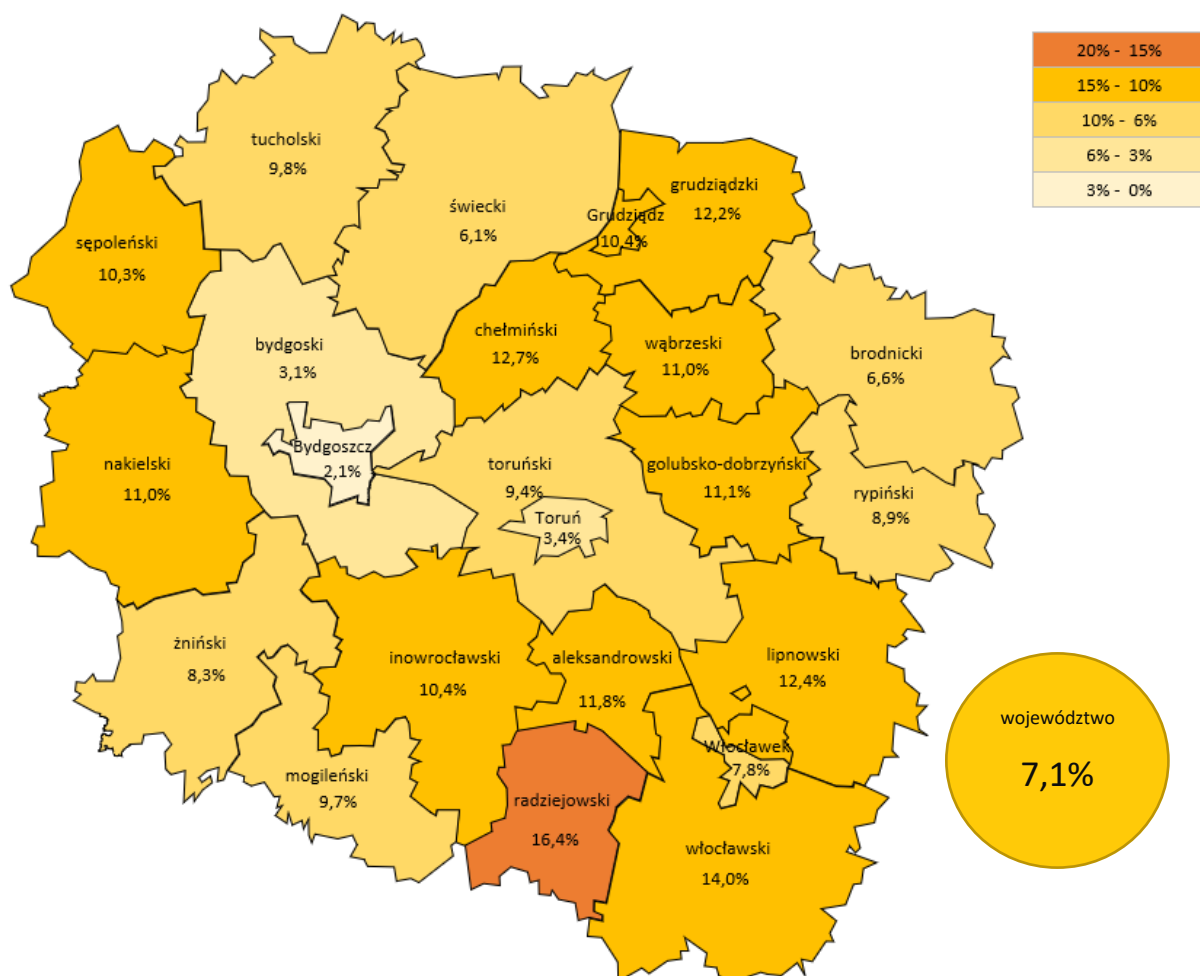 20% - 15%
15% - 10%
10% - 6%
6% - 3%
3% - 0%
tucholski
9,8%
świecki
6,1%
grudziądzki
12,2%
Grudziądz
10,4%
sępoleński
10,3%
bydgoski
3,1%
chełmiński
12,7%
wąbrzeski
11,0%
brodnicki
6,6%
Bydgoszcz
2,1%
nakielski
11,0%
toruński
9,4%
golubsko-dobrzyński
11,1%
rypiński
8,9%
Toruń
3,4%
żniński
8,3%
inowrocławski
10,4%
aleksandrowski
11,8%
lipnowski
12,4%
województwo
7,1%
Włocławek
7,8%
mogileński
9,7%
radziejowski
16,4%
włocławski
14,0%